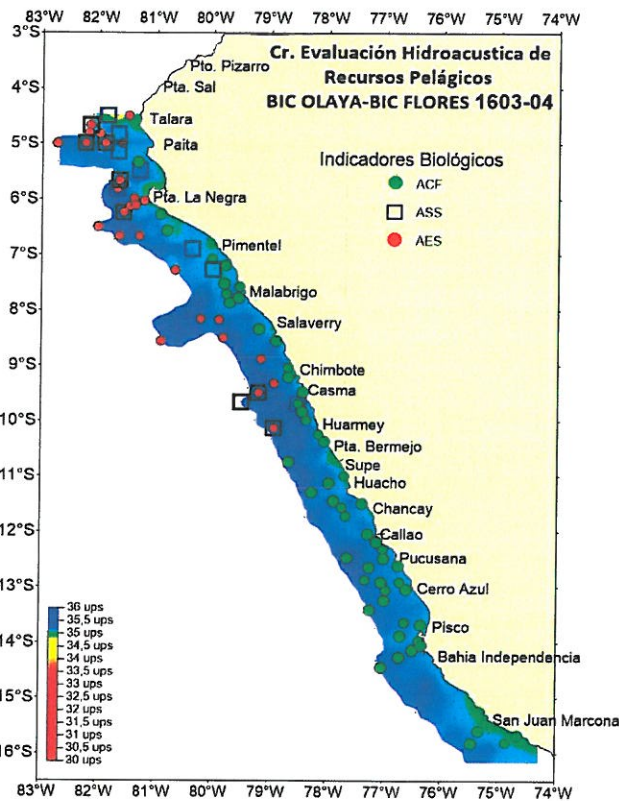 83°W 82°W 81°W 80°W 79°W 78°W 77°W 76°W 75°W 74°W
3°S
Cr. Evaluación Hidroacustica de
Recursos Pelágicos
BIC OLAYA-BIC FLORES 1603-04
Pto. Pizarro
Pta. Sal
4°S
Talara
5°S
Paita
Indicadores Biológicos
ACF
ASS
AES
6°S
Pta. La Negra
7°S
Pimentel
Malabrigo
8°S
Salaverry
9°S
Chimbote
Casma
10°S
Huarmey
Pta. Bermejo
Supe
11°S
Huacho
Chancay
12°S
Callao
Pucusana
13°S
Cerro Azul
36 ups
35,5 ups
35 ups
34,5 ups
34 ups
33,5 ups
33 ups
32,5 ups
32 ups
31,5 ups
31 ups
30,5 ups
30 ups
Pisco
14°S
Bahia Independencia
15°S
San Juan Marcona
16°S
83°W 82°W 81°W 80°W 79°W 78°W 77°W 76°W 75°W 74°W